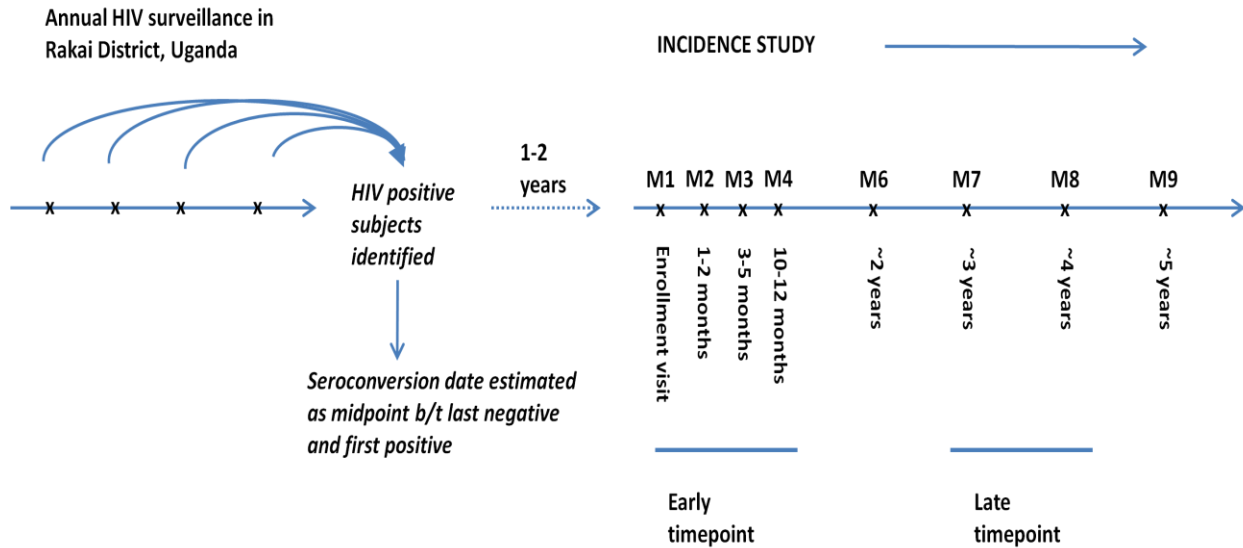 Annual HIV surveillance in
Rakai District, Uganda
INCIDENCE STUDY
x
x
x
x
HIV positive
subjects
identified
1-2
years
M1 M2 M3 M4 M6 M7 M8 M9
x x x x x x x x
Enrollment visit
1-2 months
3-5 months
10-12 months
~2 years
~3 years
~4 years
~5 years
Seroconversion date estimated
as midpoint b/t last negative
and first positive
Early
timepoint
Late
timepoint